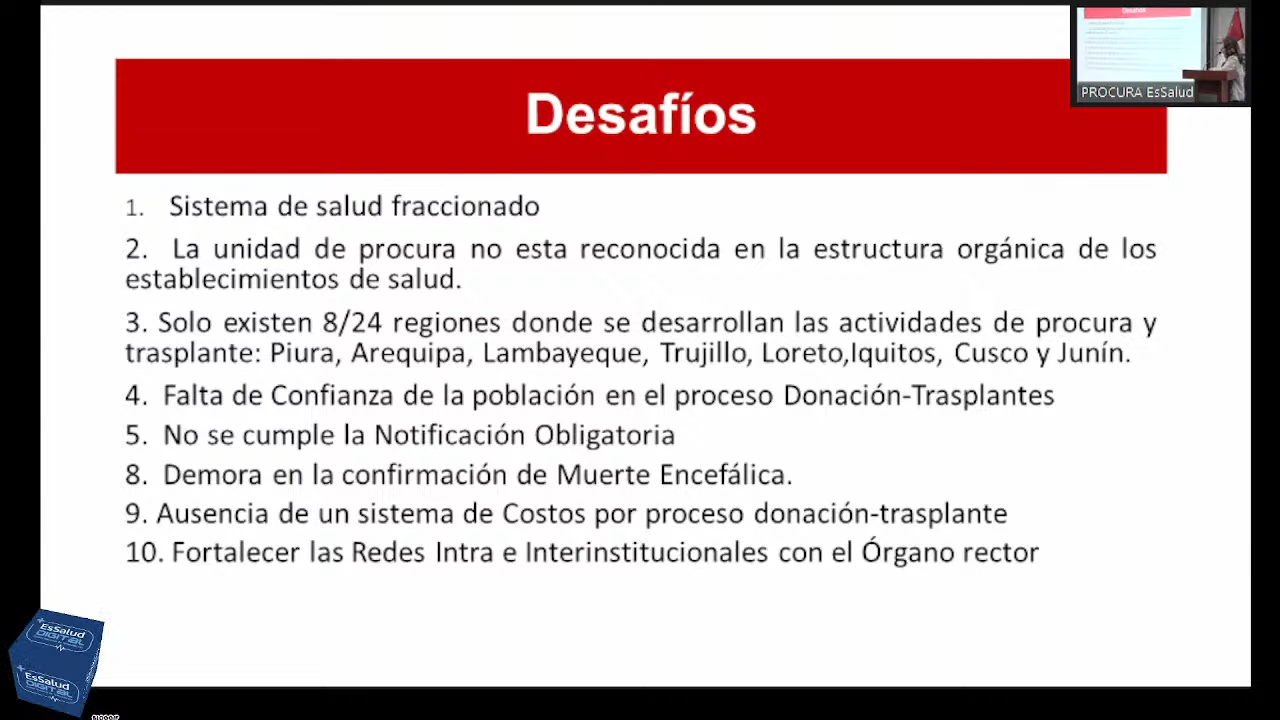 Desafíos
PROCURA EsSalud
1. Sistema de salud fraccionado
2. La unidad de procura no esta reconocida en la estructura orgánica de los
establecimientos de salud.
3. Solo existen 8/24 regiones donde se desarrollan las actividades de procura y
trasplante: Piura, Arequipa, Lambayeque, Trujillo, Loreto,Iquitos, Cusco y Junín.
4. Falta de Confianza de la población en el proceso Donación-Trasplantes
5. No se cumple la Notificación Obligatoria
8. Demora en la confirmación de Muerte Encefálica.
9. Ausencia de un sistema de Costos por proceso donación-trasplante
10. Fortalecer las Redes Intra e Interinstitucionales con el Órgano rector
EsSalud
DIGITAL
EsSalud
DIGITAL